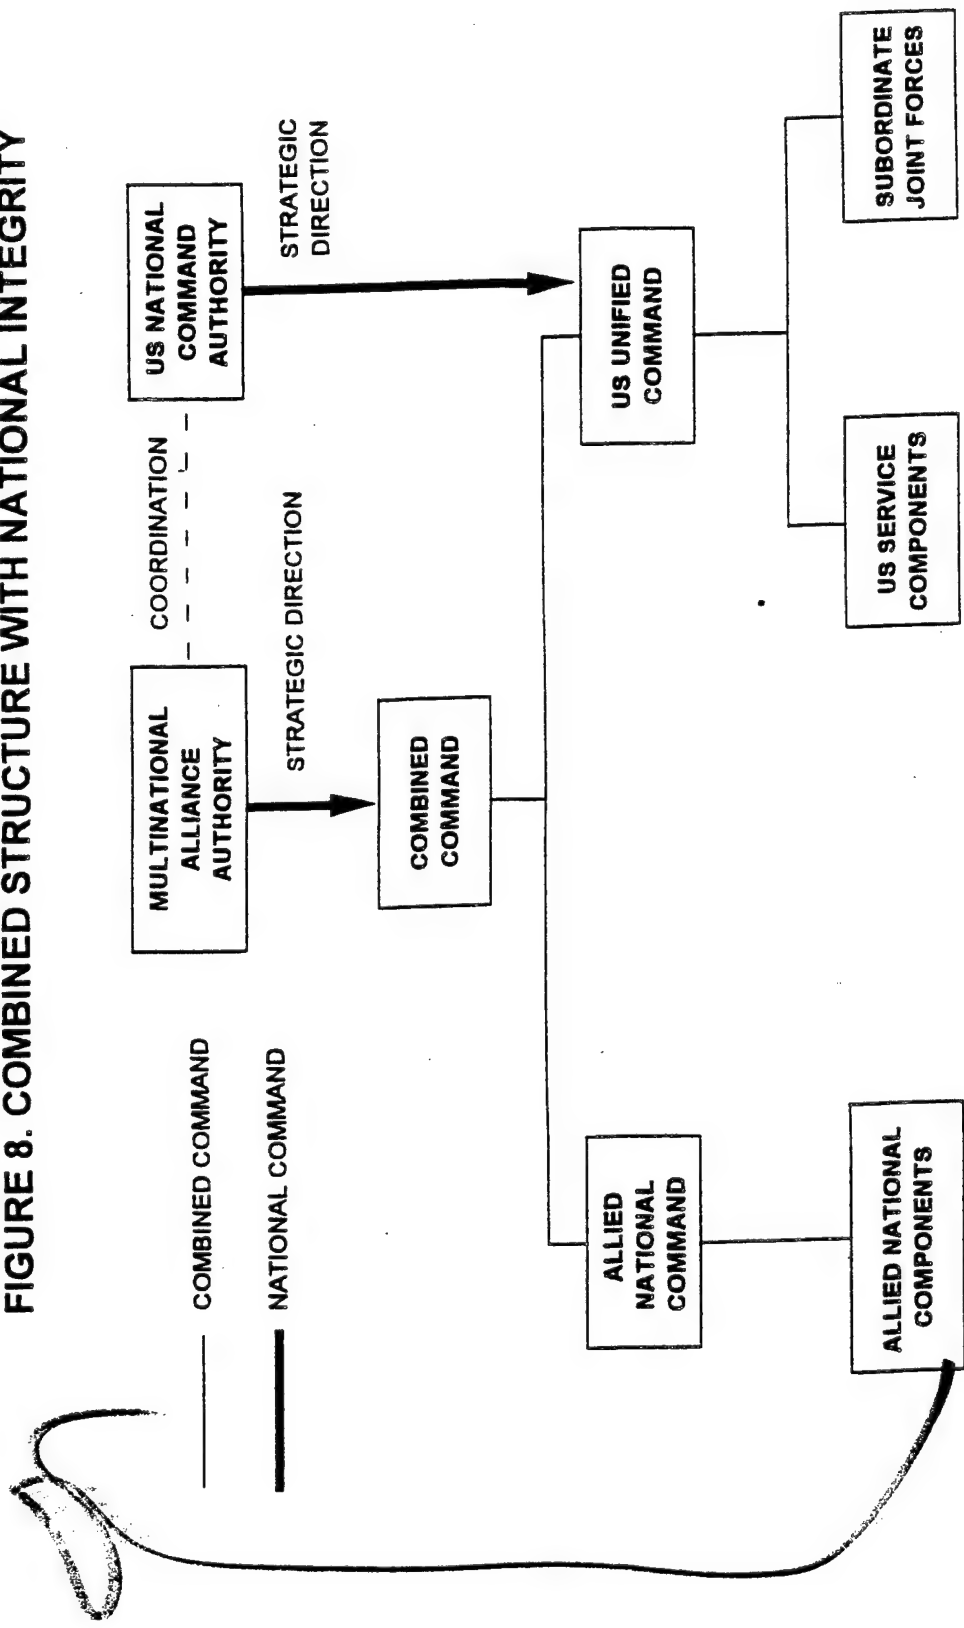 FIGURE 8. COMBINED STRUCTURE WITH NATIONAL INTEGRITY
COMBINED COMMAND
NATIONAL COMMAND
MULTINATIONAL
ALLIANCE
AUTHORITY
COORDINATION
US NATIONAL
COMMAND
AUTHORITY
STRATEGIC DIRECTION
STRATEGIC
DIRECTION
COMBINED
COMMAND
ALLIED
NATIONAL
COMMAND
US UNIFIED
COMMAND
ALLIED NATIONAL
COMPONENTS
US SERVICE
COMPONENTS
SUBORDINATE
JOINT FORCES